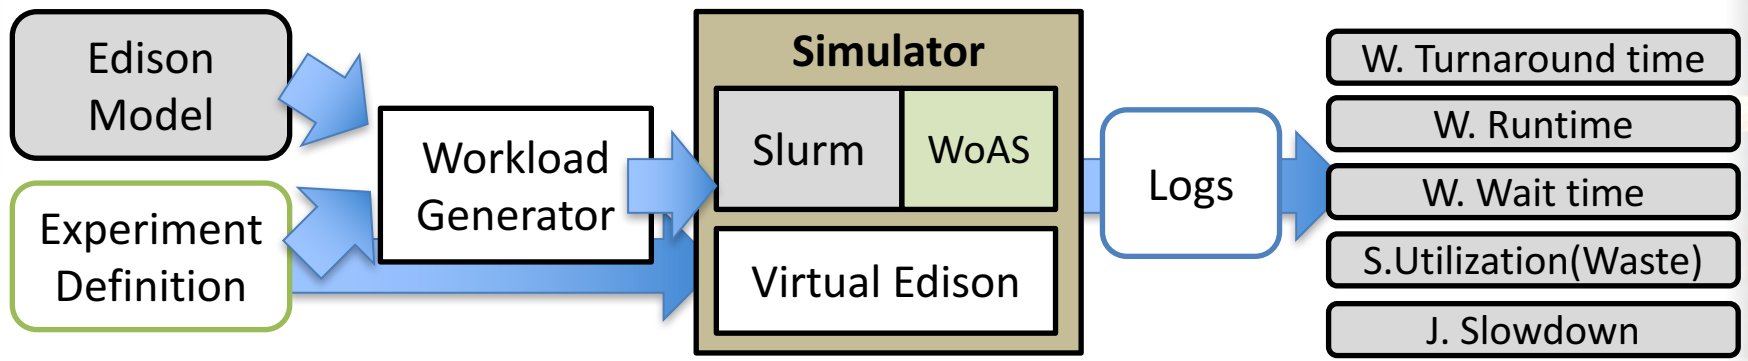 Edison
Model
Experiment
Definition
Workload
Generator
Simulator
Slurm
WoAS
Virtual Edison
Logs
W. Turnaround time
W. Runtime
W. Wait time
S.Utilization(Waste)
J. Slowdown